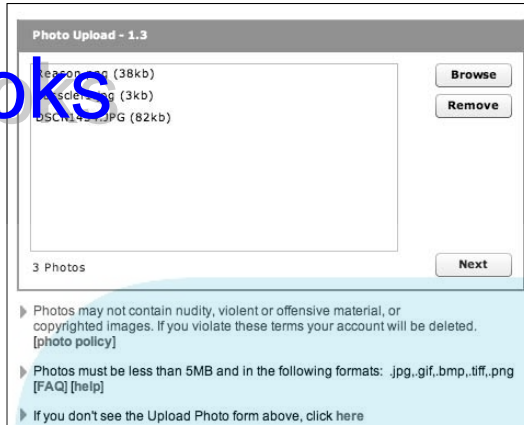 Photo Upload - 1.3
oks
(38kb)
(3kb)
(82kb)
Browse
Remove
3 Photos
Next
Photos may not contain nudity, violent or offensive material, or
copyrighted images. If you violate these terms your account will be deleted.
[photo policy]
Photos must be less than 5MB and in the following formats: .jpg,.gif,.bmp,.tiff,.png
[FAQ] [help]
If you don't see the Upload Photo form above, click here